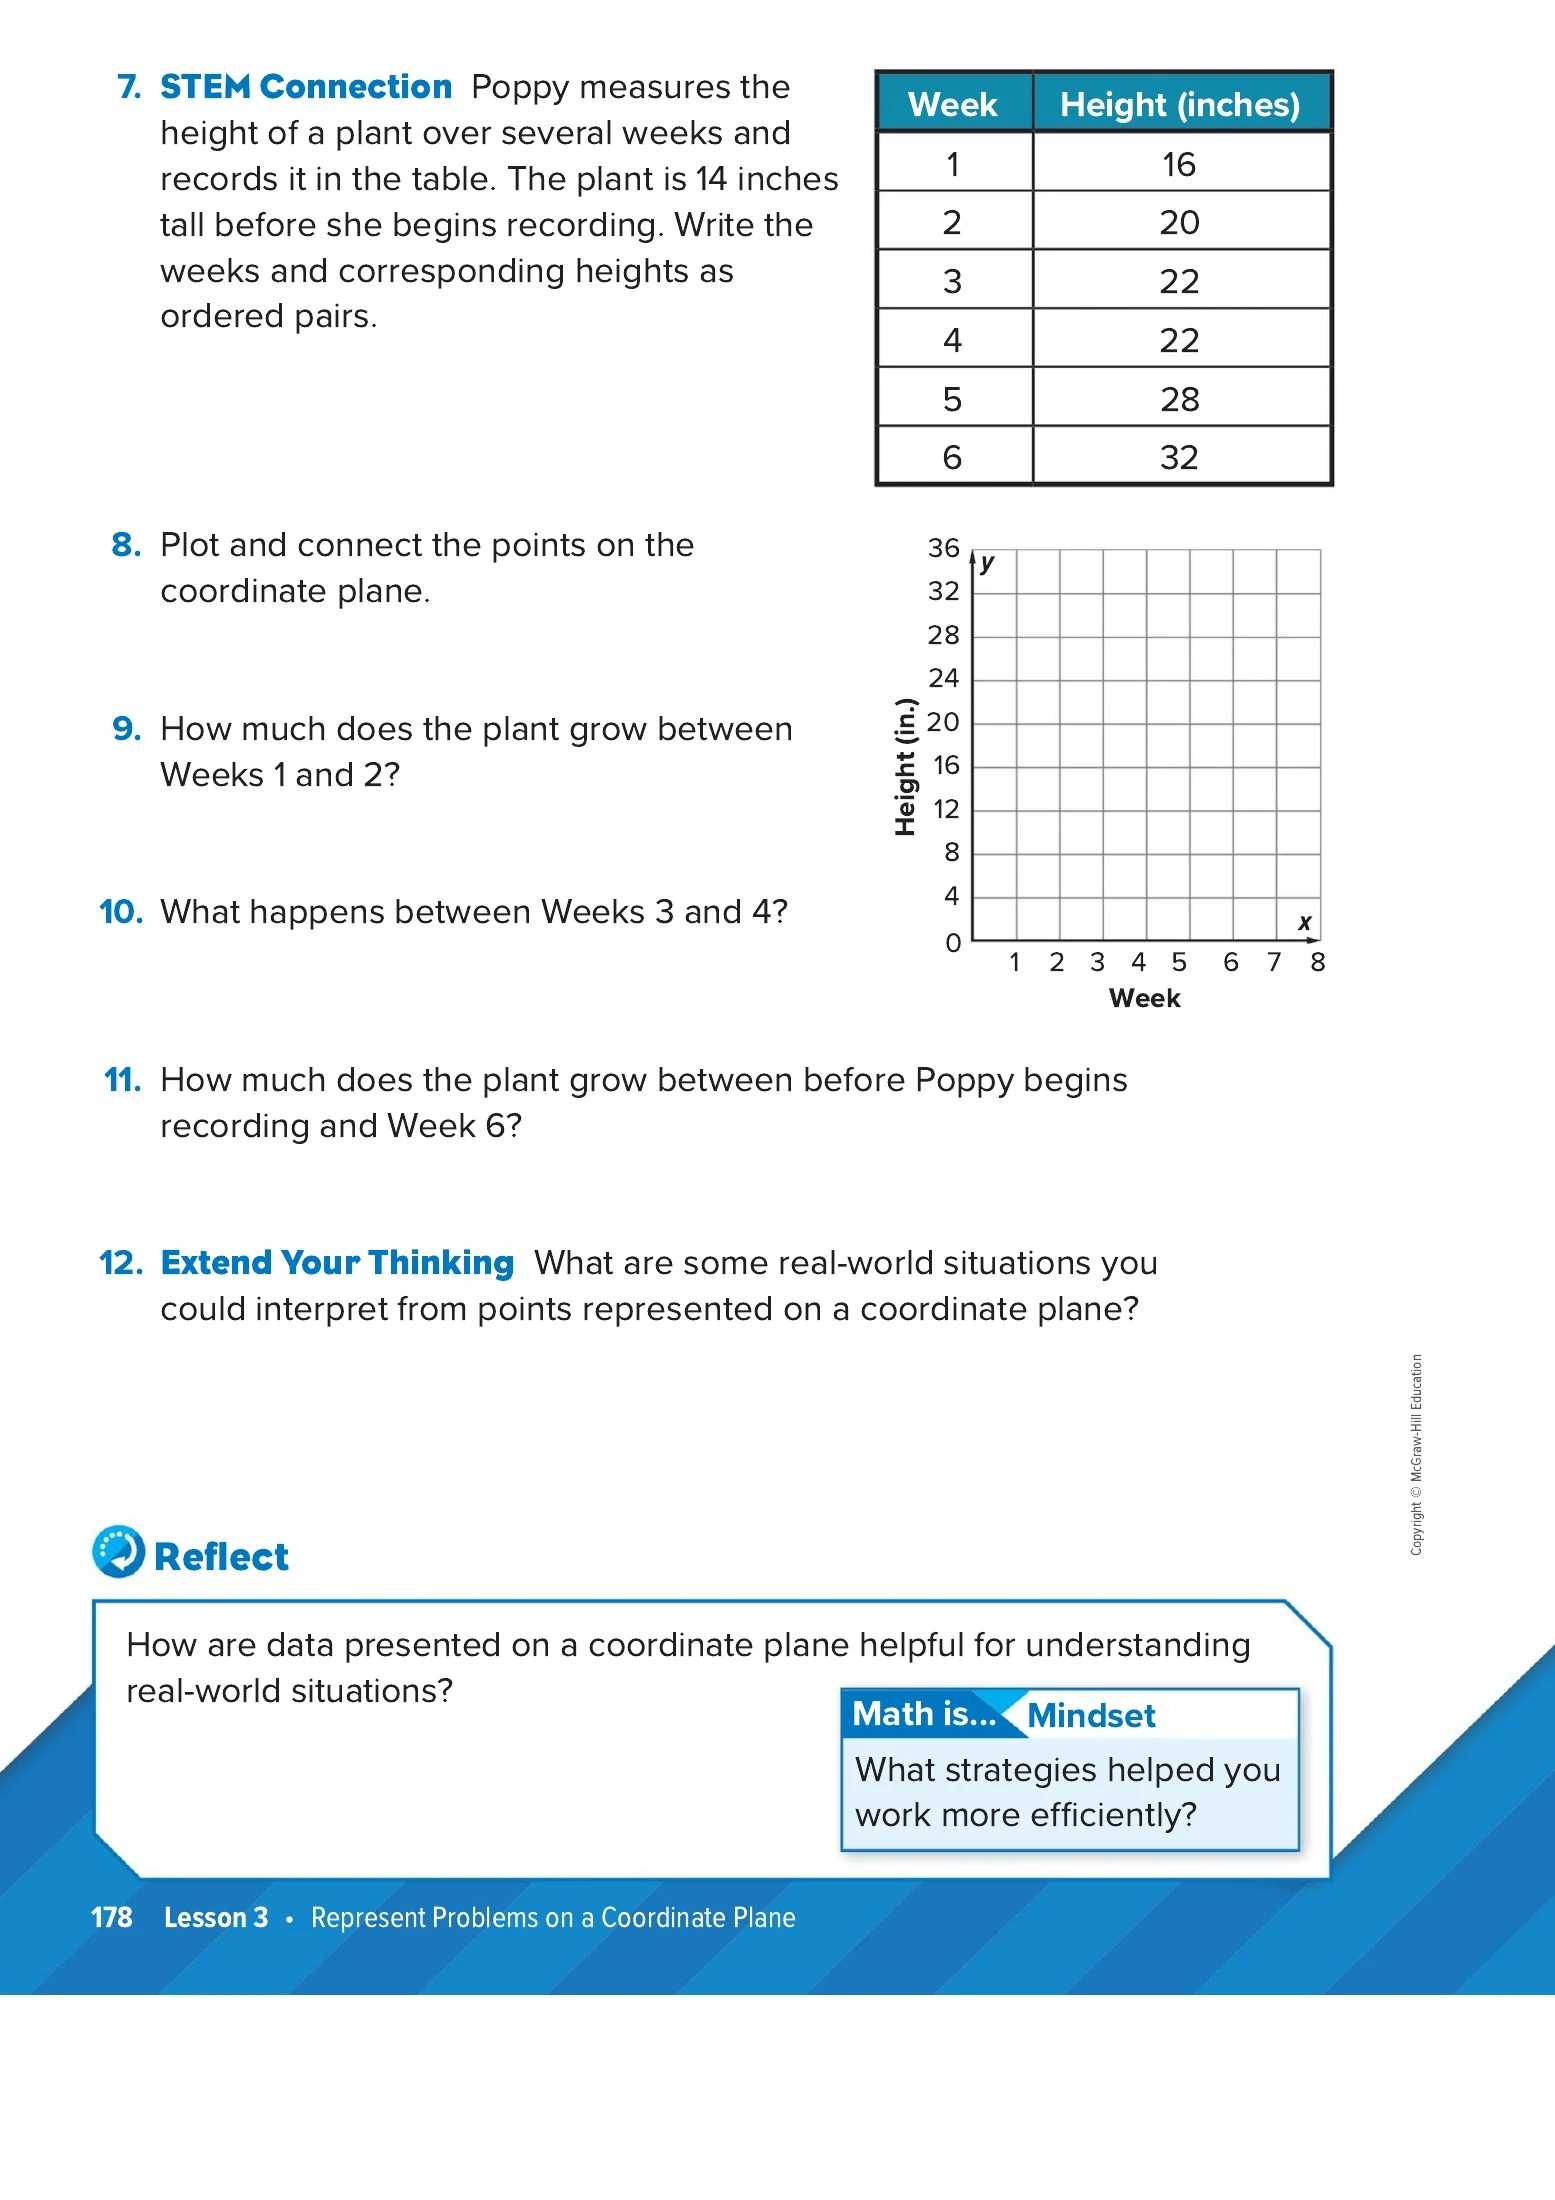 7. STEM Connection Poppy measures the
height of a plant over several weeks and
records it in the table. The plant is 14 inches
tall before she begins recording. Write the
weeks and corresponding heights as
ordered pairs.
Week Height (inches)
1 16
2 20
3 22
4 22
5 28
6 32
8. Plot and connect the points on the
coordinate plane.
9. How much does the plant grow between
Weeks 1 and 2?
10. What happens between Weeks 3 and 4?
36
32
28
24
20
16
12
8
4
0
y
x
Height (in.)
1 2 3 4 5 6 7 8
Week
11. How much does the plant grow between before Poppy begins
recording and Week 6?
12. Extend Your Thinking What are some real-world situations you
could interpret from points represented on a coordinate plane?
Copyright © McGraw-Hill Education
Reflect
How are data presented on a coordinate plane helpful for understanding
real-world situations?
Math is... Mindset
What strategies helped you
work more efficiently?
178 Lesson 3 • Represent Problems on a Coordinate Plane